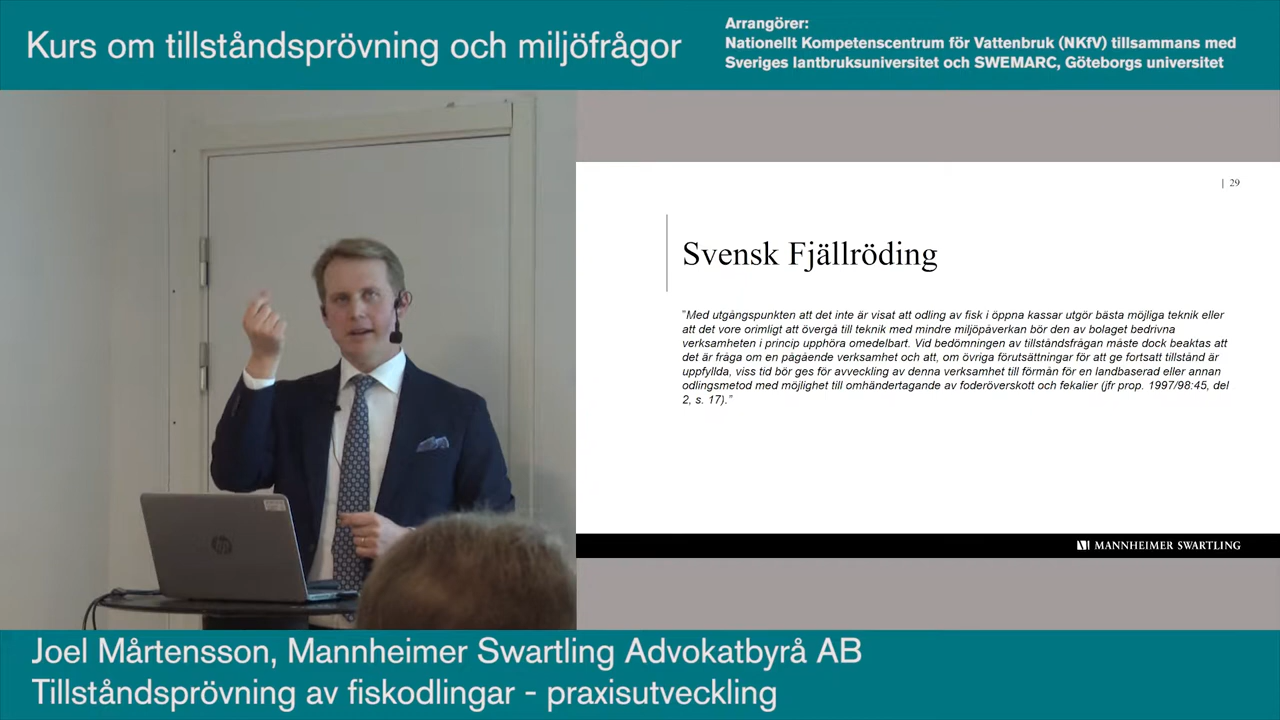 Kurs om tillståndsprövning och miljöfrågor
Arrangörer:
Nationellt Kompetenscentrum för Vattenbruk (NKfV) tillsammans med
Sveriges lantbruksuniversitet och SWEMARC, Göteborgs universitet
| 29
Svensk Fjällröding
"Med utgångspunkten att det inte är visat att odling av fisk i öppna kassar utgör bästa möjliga teknik eller
att det vore orimligt att övergå till teknik med mindre miljöpåverkan bör den av bolaget bedrivna
verksamheten i princip upphöra omedelbart. Vid bedömningen av tillståndsfrågan måste dock beaktas att
det är fråga om en pågående verksamhet och att, om övriga förutsättningar för att ge fortsatt tillstånd är
uppfyllda, viss tid bör ges för avveckling av denna verksamhet till förmån för en landbaserad eller annan
odlingsmetod med möjlighet till omhändertagande av foderöverskott och fekalier (jfr prop. 1997/98:45, del
2, s. 17)."
MANNHEIMER SWARTLING
hp
Joel Mårtensson, Mannheimer Swartling Advokatbyrå AB
Tillståndsprövning av fiskodlingar - praxisutveckling